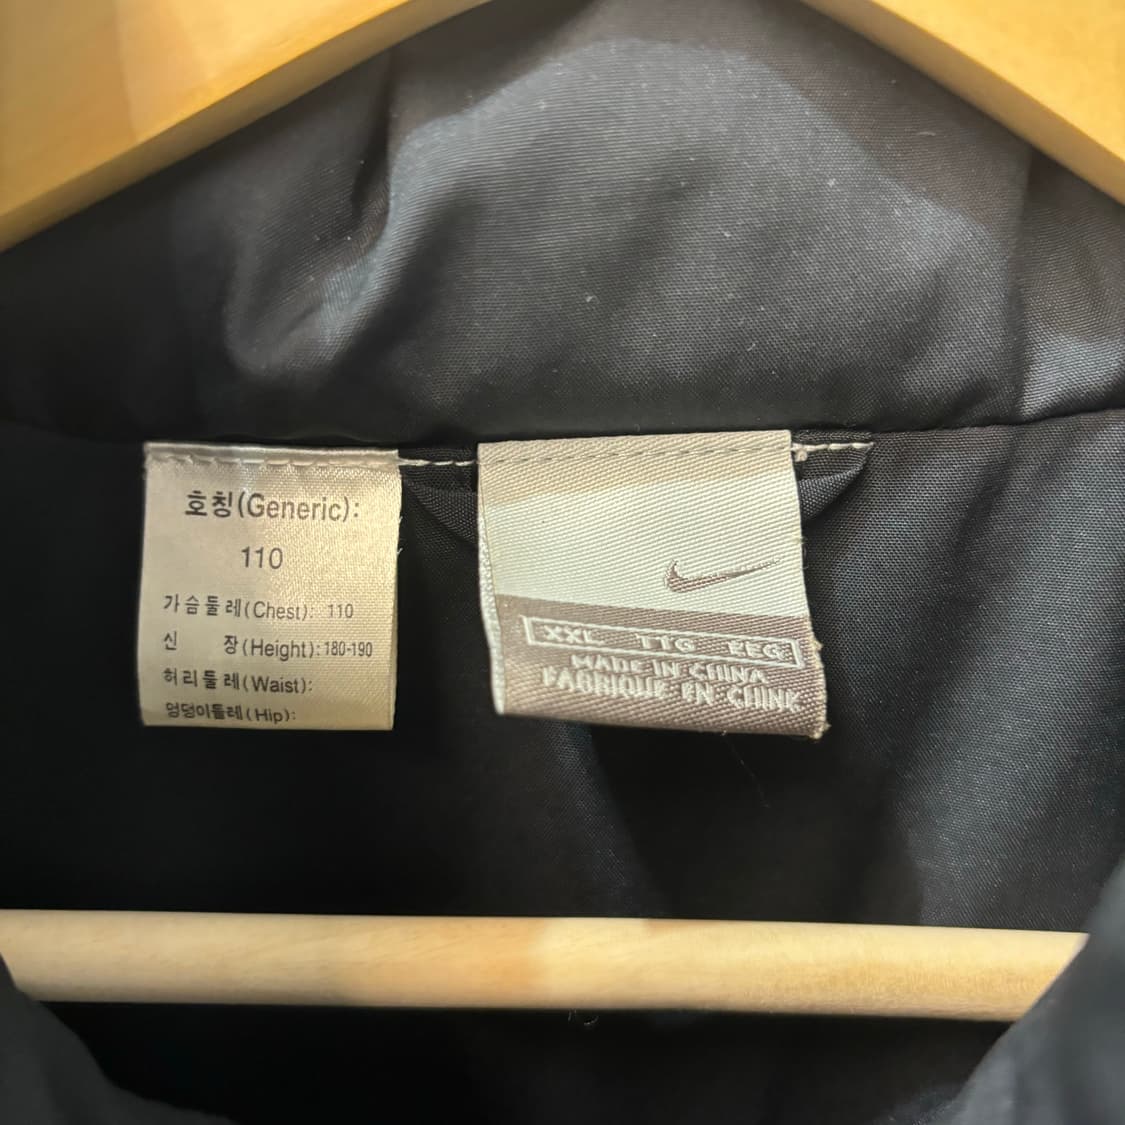 호칭(Generic):
110
가슴둘레(Chest): 110
신 장(Height):180-190
허리둘레(Waist):
엉덩이둘레(Hip):
XXL TTG EEG
MADE IN CHINA
FABRIQUE EN CHINE